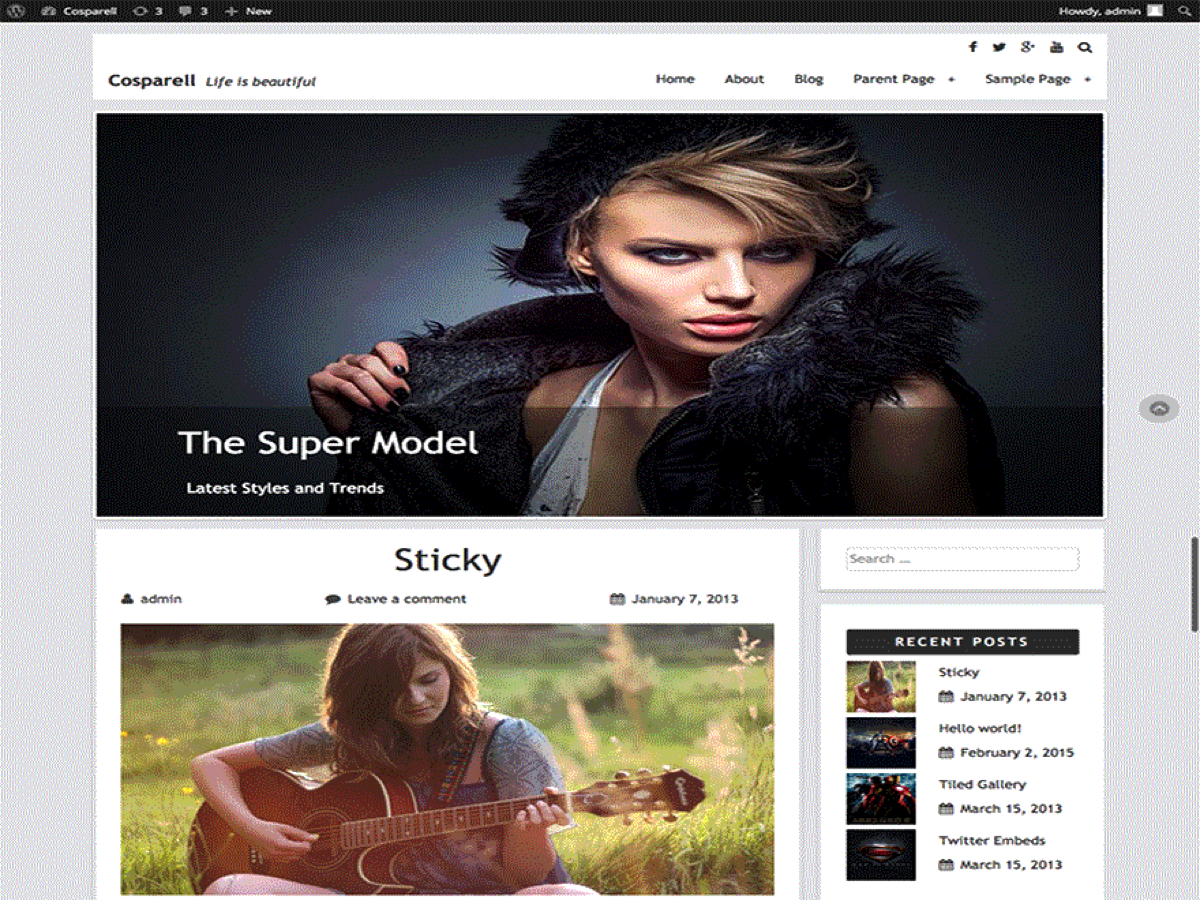 Cosparell 3 3 New Howdy, admin
Cosparell Life is beautiful
Home About Blog Parent Page + Sample Page +
The Super Model
Latest Styles and Trends
Sticky
admin Leave a comment January 7, 2013
Search ...
RECENT POSTS
Sticky
January 7, 2013
Hello world!
February 2, 2015
Tiled Gallery
March 15, 2013
Twitter Embeds
March 15, 2013